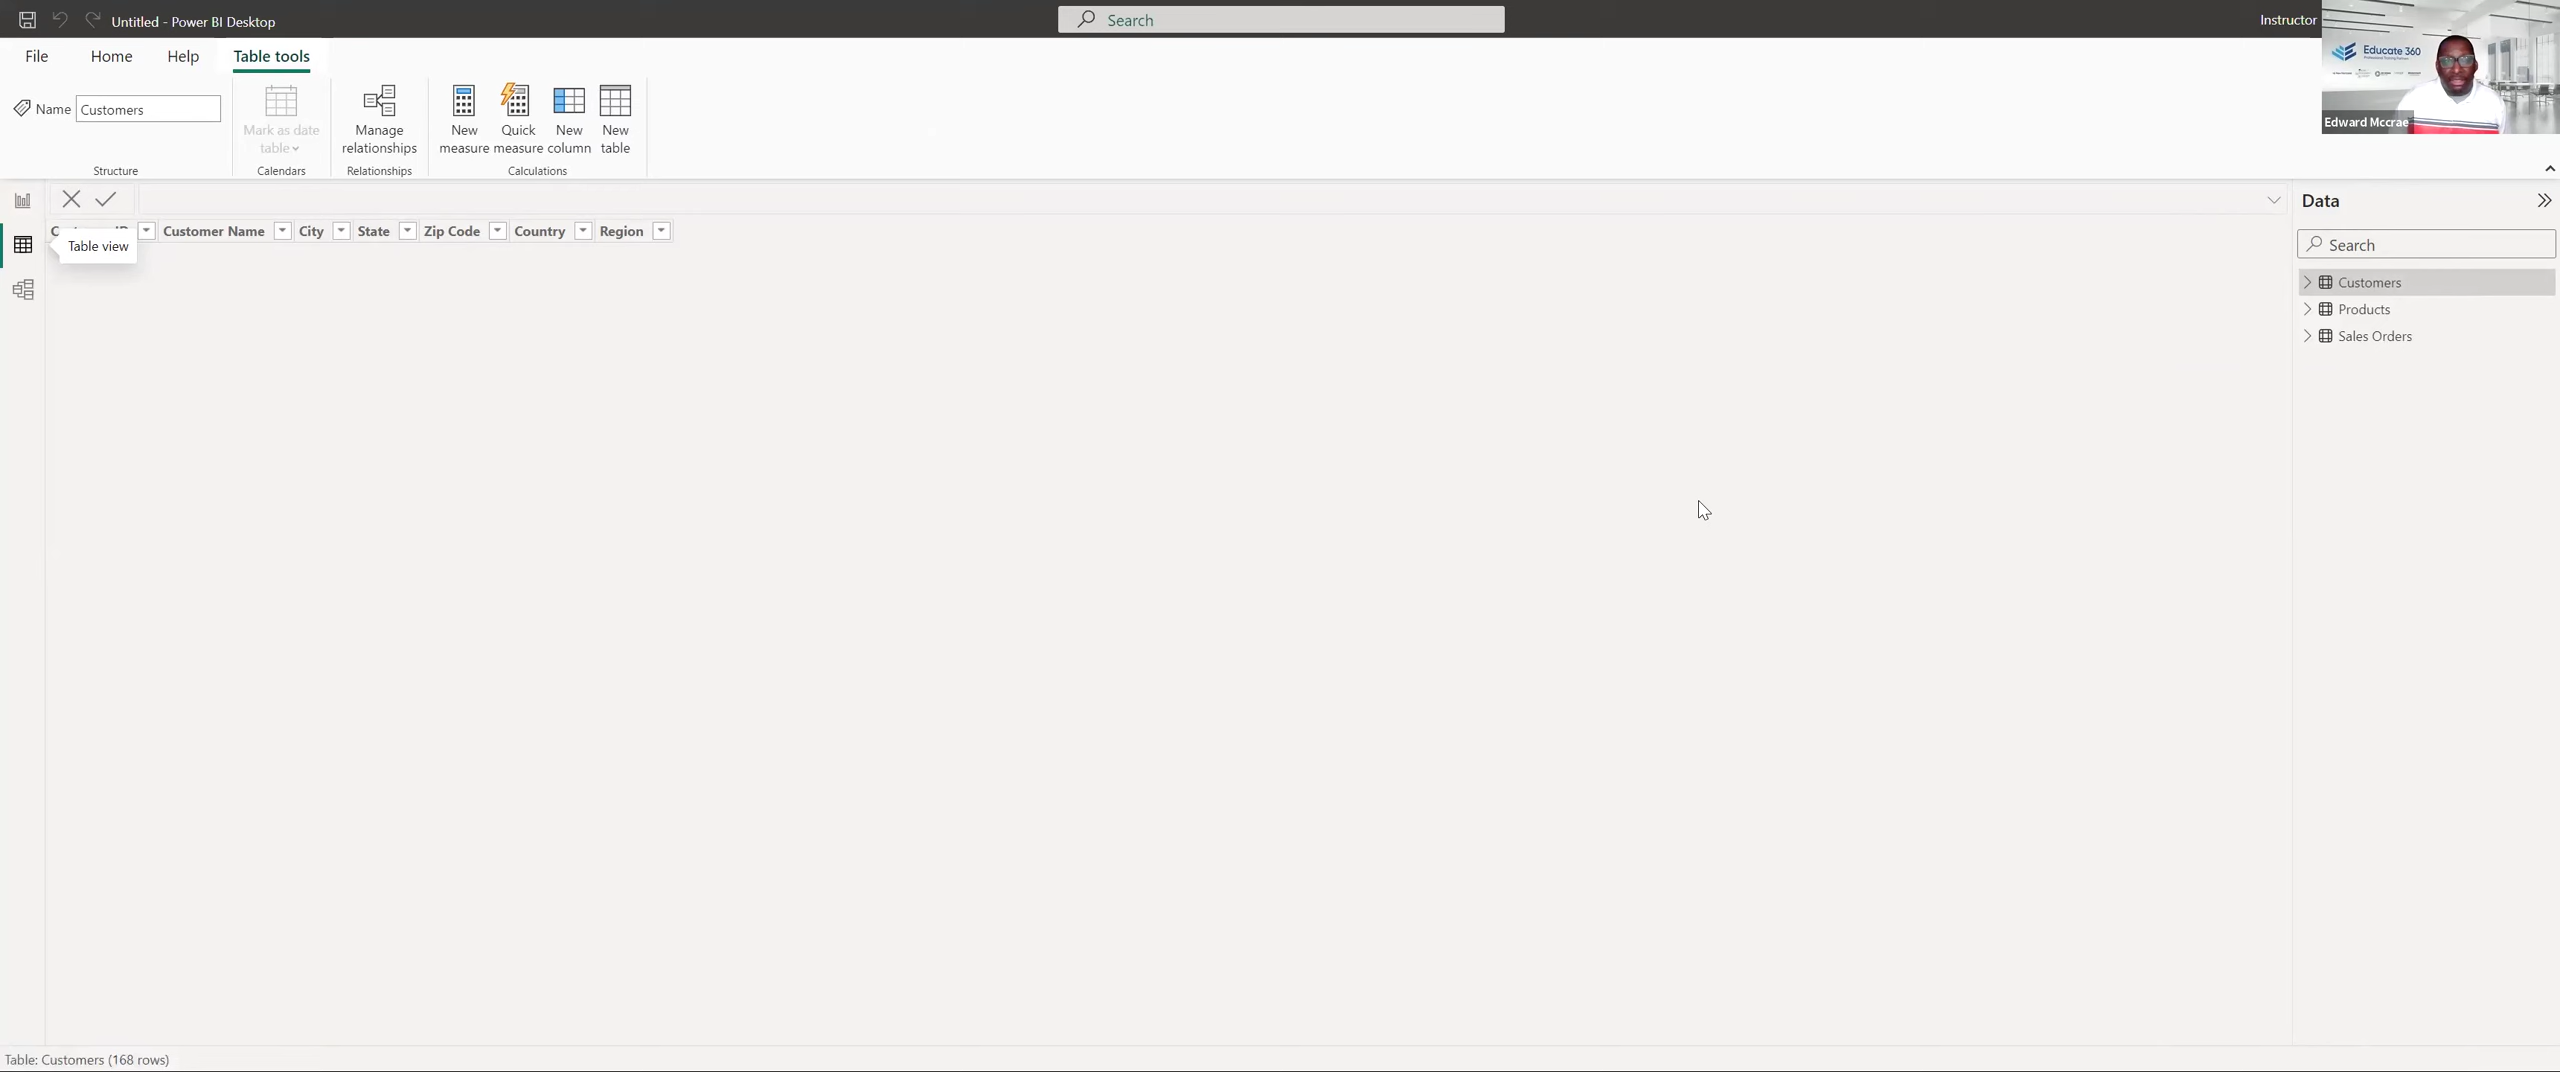 Untitled - Power BI Desktop
Search
Instructor
File
Home
Help
Table tools
Educate 360
Edward Mccrae
Name
Customers
Mark as date
table
Manage
relationships
New
measure
Quick
measure
New
column
New
table
Structure
Calendars
Relationships
Calculations
Data
Customer Name
City
State
Zip Code
Country
Region
Table view
Search
Customers
Products
Sales Orders
Table: Customers (168 rows)